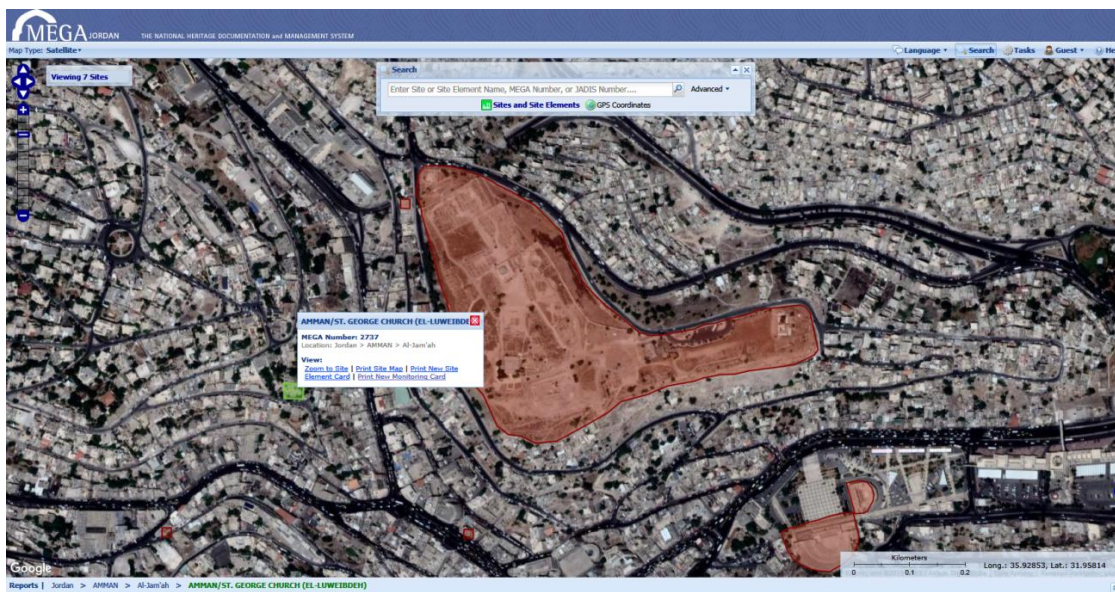 MEGA JORDAN THE NATIONAL HERITAGE DOCUMENTATION and MANAGEMENT SYSTEM
Map Type: Satellite
Language Search Tasks Guest
Viewing 7 Sites
Search
Enter Site or Site Element Name, MEGA Number, or JADIS Number.... Advanced
Sites and Site Elements GPS Coordinates
AMMAN/ST. GEORGE CHURCH (EL-LUWEIBDE
MEGA Number: 2737
Location: Jordan > AMMAN > Al-Jam'ah
View:
Zoom to Site | Print Site Map | Print New Site
Element Card | Print New Monitoring Card
Google
Kilometers
0 0.1 0.2
Long.: 35.92853, Lat.: 31.95814
Reports | Jordan > AMMAN > Al-Jam'ah > AMMAN/ST. GEORGE CHURCH (EL-LUWEIBDEH)